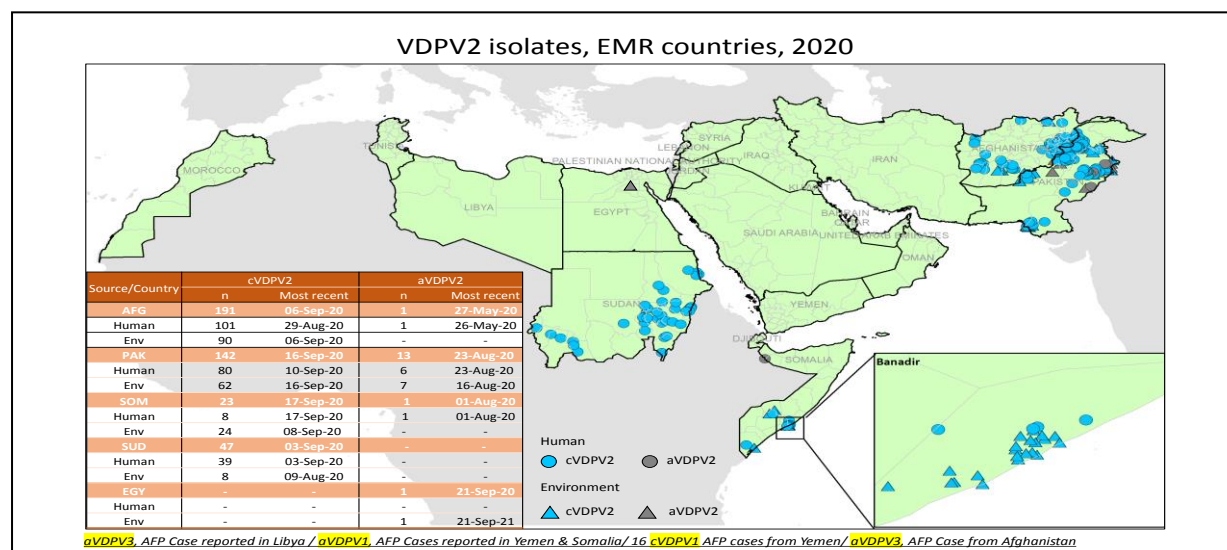 VDPV2 isolates, EMR countries, 2020
MOROCCO
TUNISIA
LIBYA
EGYPT
SUDAN
SYRIA
LEBANON
PALESTINIAN NATIONAL AUTHORITY
JORDAN
IRAQ
IRAN
KUWAIT
BAHRAIN
QATAR
SAUDI ARABIA
UNITED ARAB EMIRATES
OMAN
YEMEN
DJIBOUTI
SOMALIA
AFGHANISTAN
Source/Country cVDPV2 aVDPV2
n Most recent n Most recent
AFG 191 06-Sep-20 1 27-May-20
Human 101 29-Aug-20 1 26-May-20
Env 90 06-Sep-20 - -
PAK 142 16-Sep-20 13 23-Aug-20
Human 80 10-Sep-20 6 23-Aug-20
Env 62 16-Sep-20 7 16-Aug-20
SOM 23 17-Sep-20 1 01-Aug-20
Human 8 17-Sep-20 1 01-Aug-20
Env 24 08-Sep-20 - -
SUD 47 03-Sep-20 - -
Human 39 03-Sep-20 - -
Env 8 09-Aug-20 - -
EGY - - 1 21-Sep-20
Human - - - -
Env - - 1 21-Sep-21
Human
cVDPV2 aVDPV2
Environment
cVDPV2 aVDPV2
Banadir
aVDPV3, AFP Case reported in Libya / aVDPV1, AFP Cases reported in Yemen & Somalia/ 16 cVDPV1 AFP cases from Yemen/ aVDPV3, AFP Case from Afghanistan